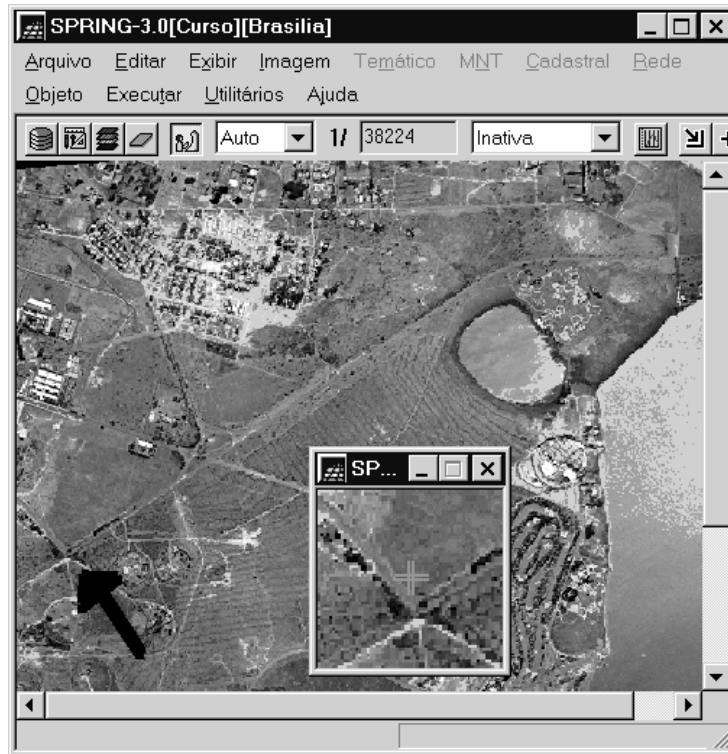 SPRING-3.0[Curso][Brasilia]
Arquivo Editar Exibir Imagem Temático MNT Cadastral Rede
Objeto Executar Utilitários Ajuda
Auto 1/ 38224 Inativa
SP...